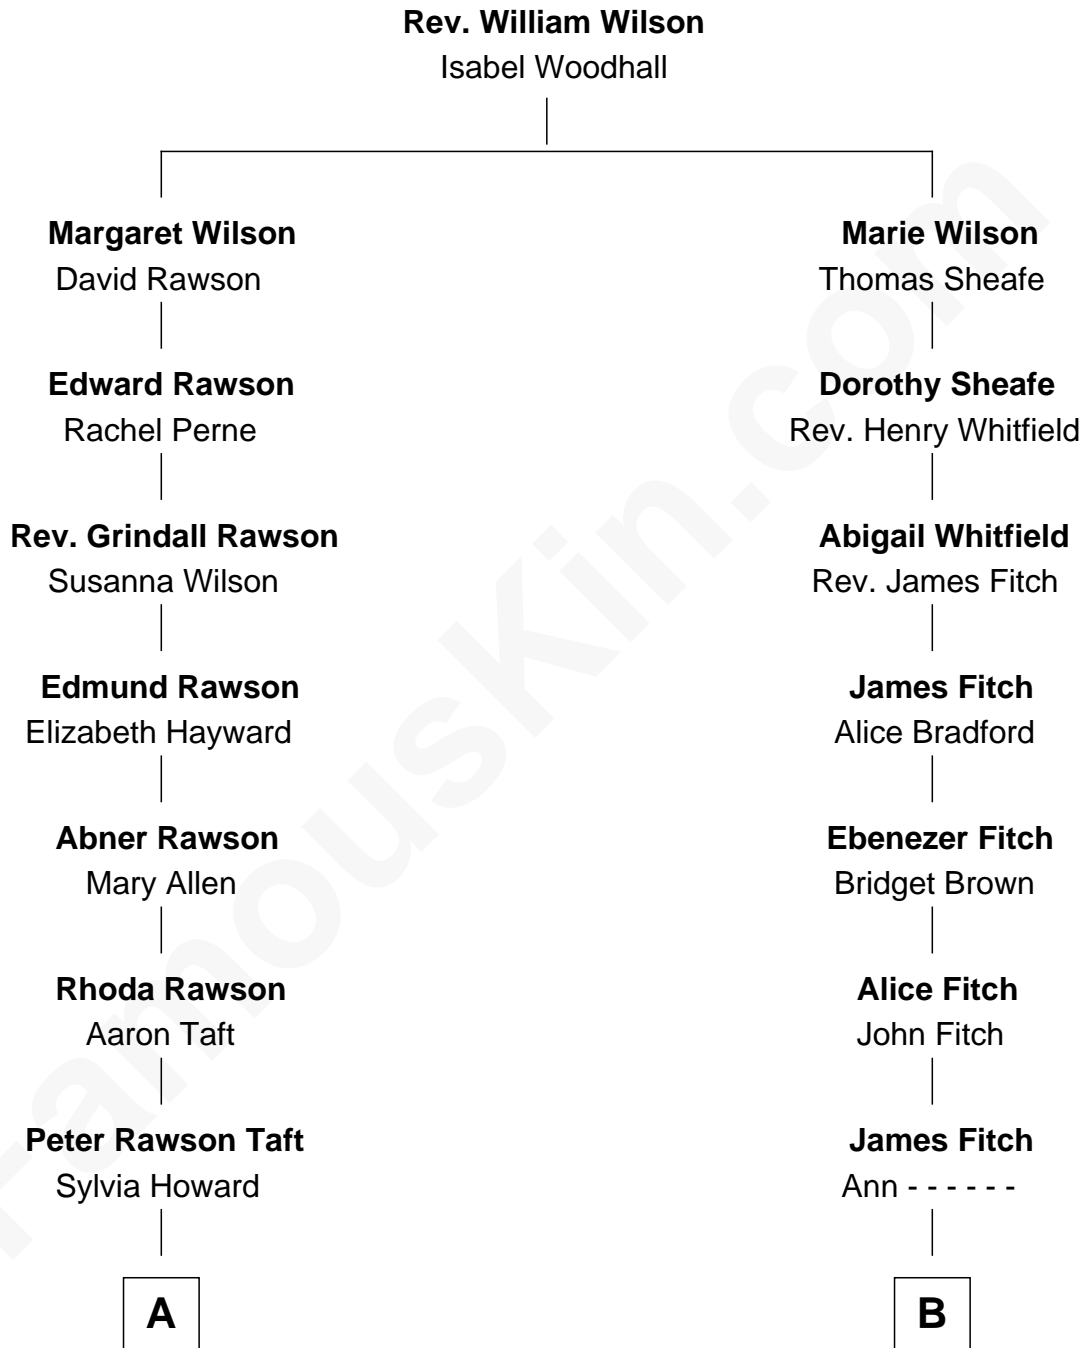 Rev. William Wilson
Isabel Woodhall
Margaret Wilson
David Rawson
Marie Wilson
Thomas Sheafe
Edward Rawson
Rachel Perne
Dorothy Sheafe
Rev. Henry Whitfield
Rev. Grindall Rawson
Susanna Wilson
Abigail Whitfield
Rev. James Fitch
Edmund Rawson
Elizabeth Hayward
James Fitch
Alice Bradford
Abner Rawson
Mary Allen
Ebenezer Fitch
Bridget Brown
Rhoda Rawson
Aaron Taft
Alice Fitch
John Fitch
Peter Rawson Taft
Sylvia Howard
James Fitch
Ann - - - - - -
A
B
FamousKin.com